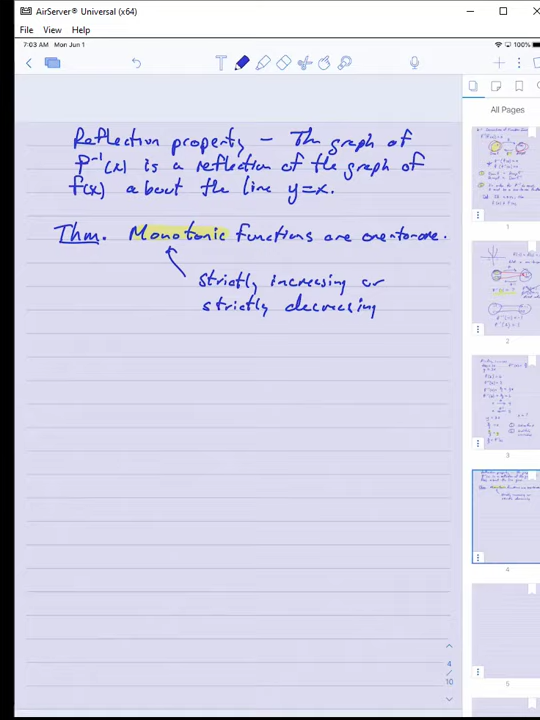 AirServer® Universal (x64)
File View Help
7:03 AM Mon Jun 1
100%
Reflection property – The graph of
f⁻¹(x) is a reflection of the graph of
f(x) about the line y=x.
Thm. Monotonic functions are one-to-one.
strictly increasing or
strictly decreasing
All Pages
1
2
3
4
5
4
/
10